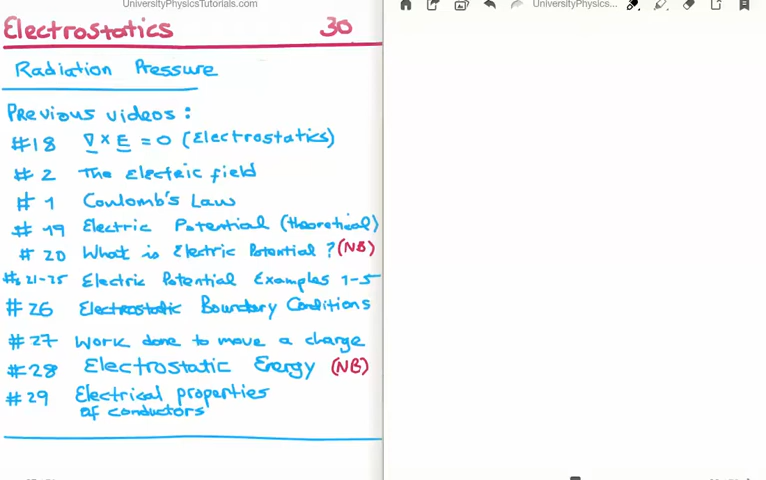 UniversityPhysicsTutorials.com
Electrostatics 30
Radiation Pressure
Previous videos:
#18 ∇ × E = 0 (Electrostatics)
#2 The Electric field
#1 Coulomb's Law
#19 Electric Potential (theoretical)
#20 What is Electric Potential? (NB)
#s 21-25 Electric Potential Examples 1-5
#26 Electrostatic Boundary Conditions
#27 Work done to move a charge
#28 Electrostatic Energy (NB)
#29 Electrical properties
of conductors
UniversityPhysics...